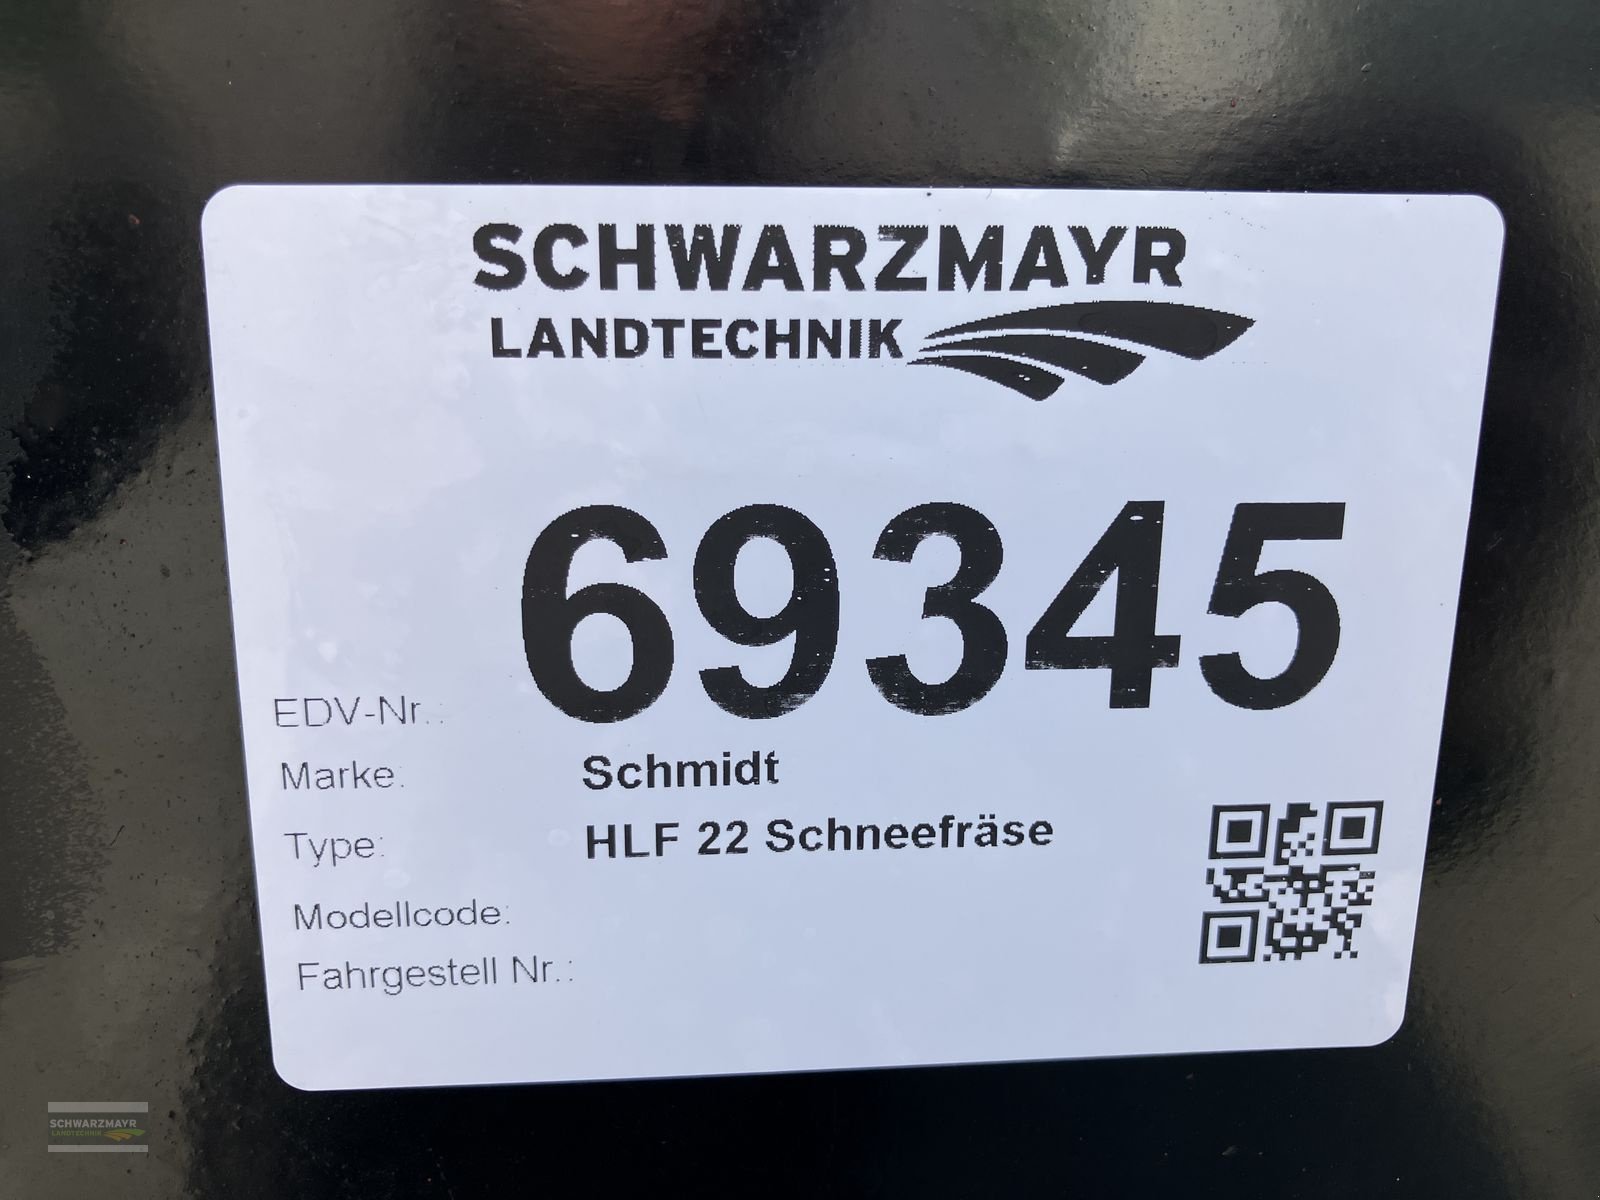 SCHWARZMAYR
LANDTECHNIK
EDV-Nr.: 69345
Marke: Schmidt
Type: HLF 22 Schneefräse
Modellcode:
Fahrgestell Nr.:
SCHWARZMAYR
LANDTECHNIK